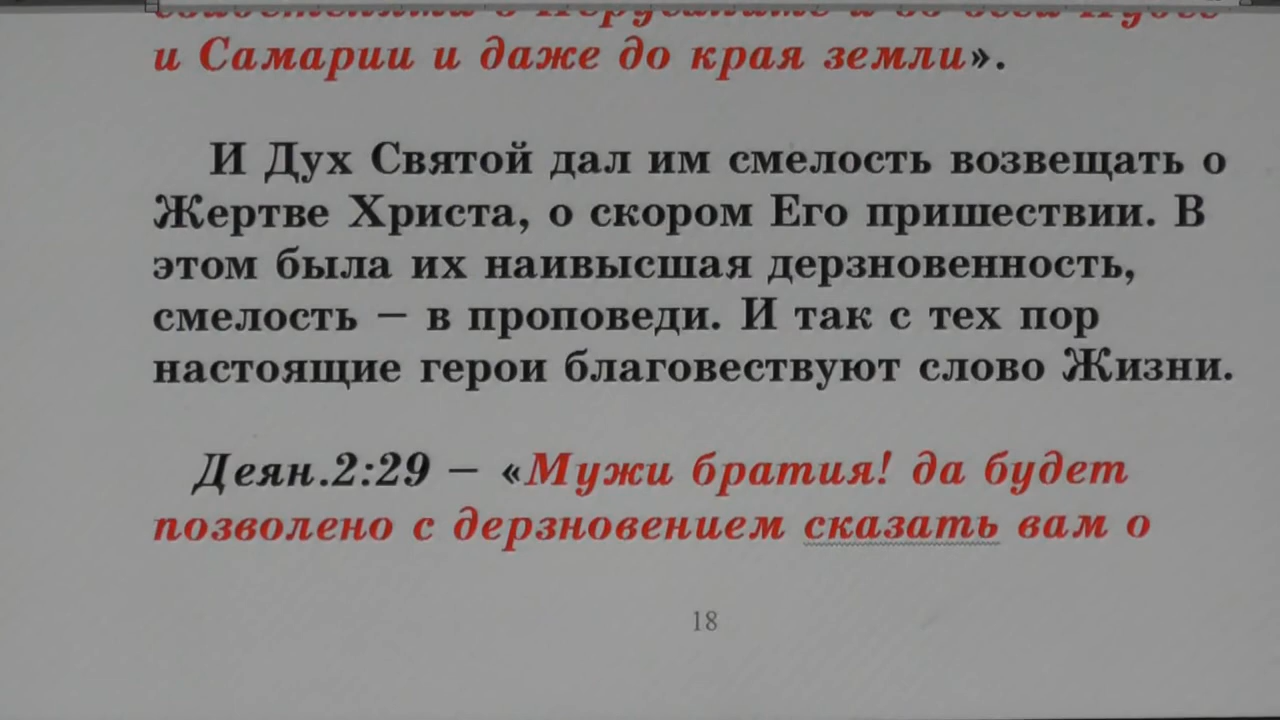 и Самарии и даже до края земли».
И Дух Святой дал им смелость возвещать о
Жертве Христа, о скором Его пришествии. В
этом была их наивысшая дерзновенность,
смелость – в проповеди. И так с тех пор
настоящие герои благовествуют слово Жизни.
Деян.2:29 – «Мужи братия! да будет
позволено с дерзновением сказать вам о
18